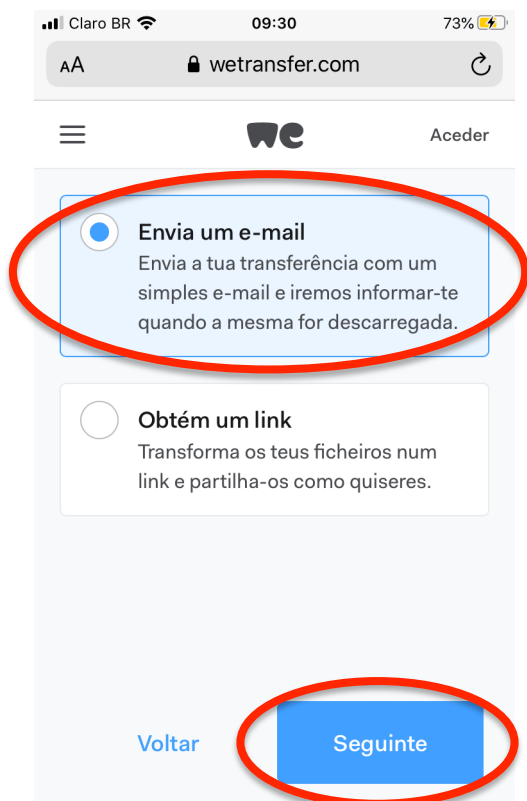 Claro BR 09:30 73%
AA wetransfer.com
we Aceder
Envia um e-mail
Envia a tua transferência com um
simples e-mail e iremos informar-te
quando a mesma for descarregada.
Obtém um link
Transforma os teus ficheiros num
link e partilha-os como quiseres.
Voltar Seguinte